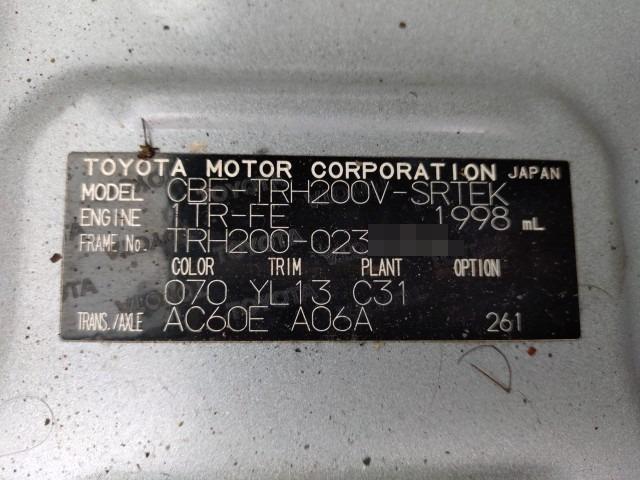 TOYOTA MOTOR CORPORATION JAPAN
MODEL CBF-TRH200V-SRTEK
ENGINE 1TR-FE 1998 mL
FRAME No. TRH200-023
COLOR TRIM PLANT OPTION
070 YL13 C31
TRANS./AXLE AC60E A06A 261